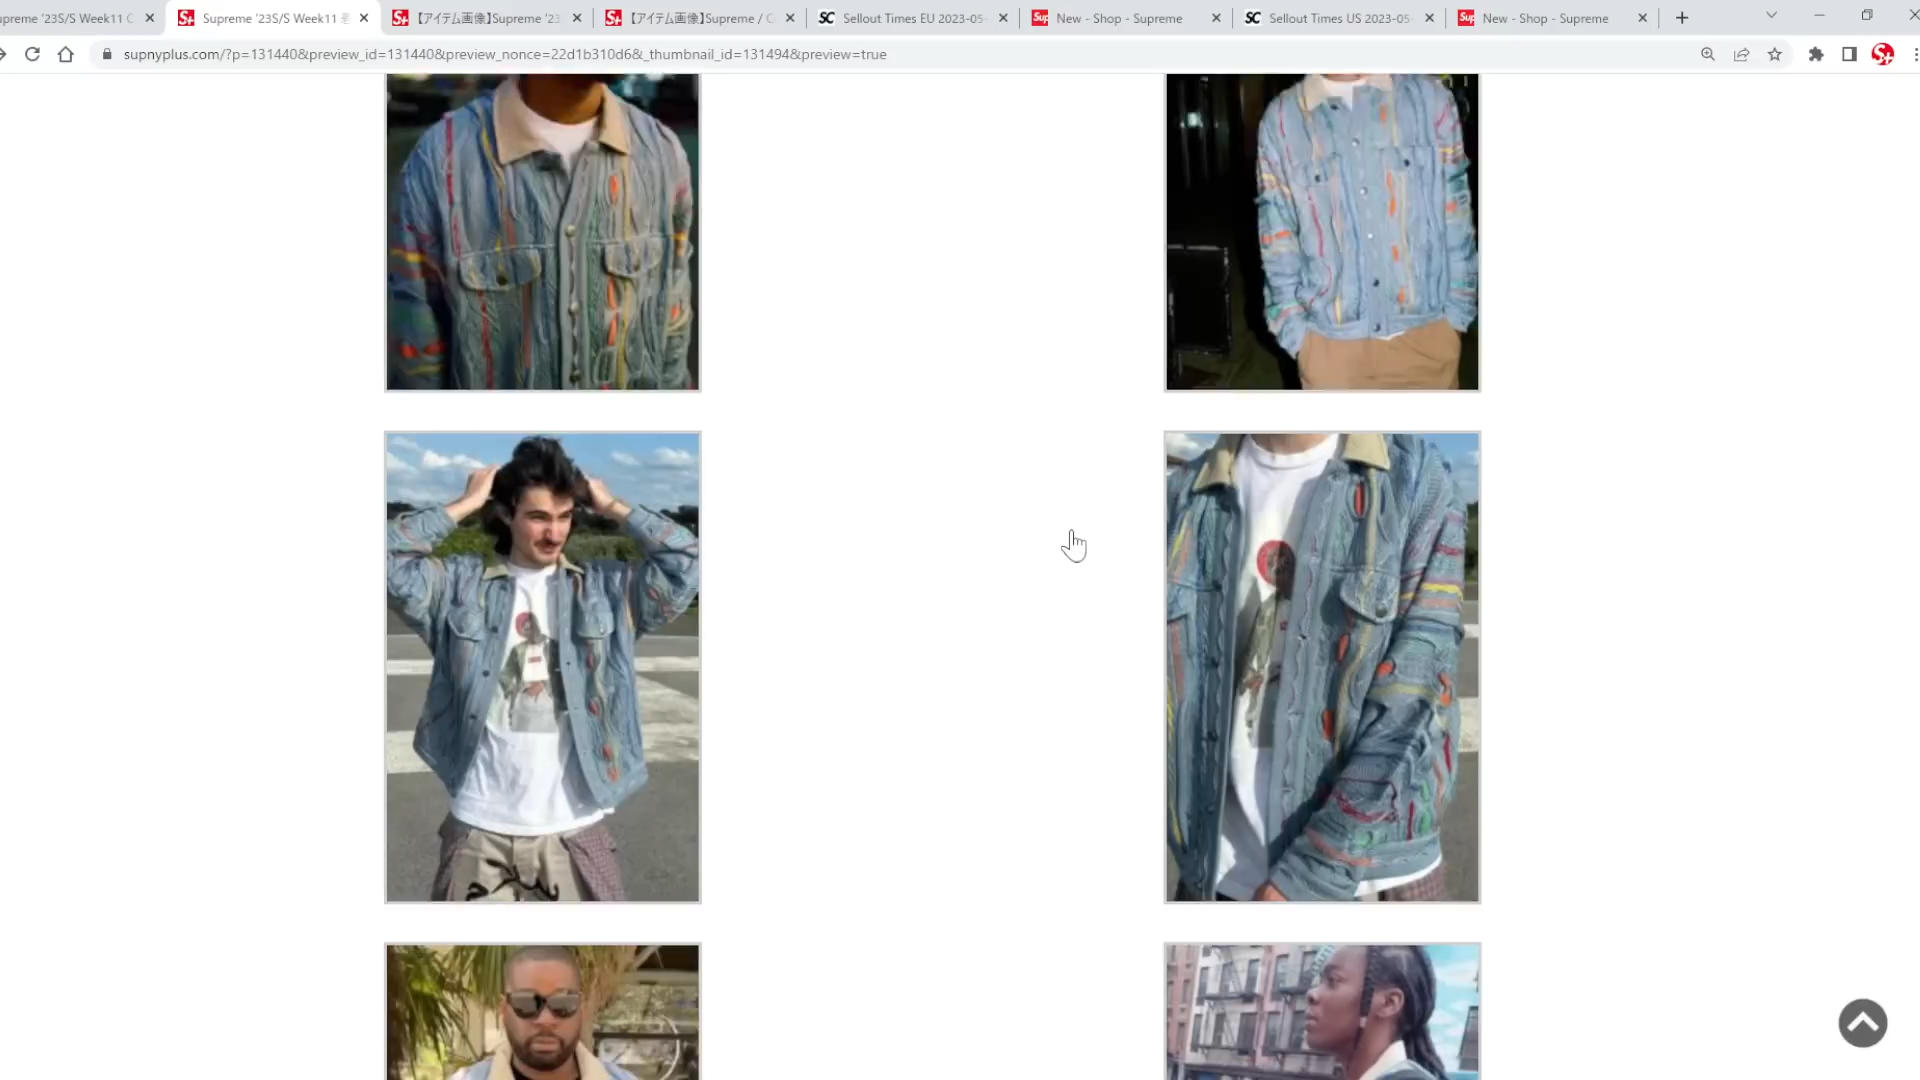 upreme '23S/S Week11 C
Supreme '23S/S Week11 着
【アイテム画像】Supreme '23
【アイテム画像】Supreme / C
Sellout Times EU 2023-05-
New - Shop - Supreme
Sellout Times US 2023-05-
New - Shop - Supreme
supnyplus.com/?p=131440&preview_id=131440&preview_nonce=22d1b310d6&_thumbnail_id=131494&preview=true